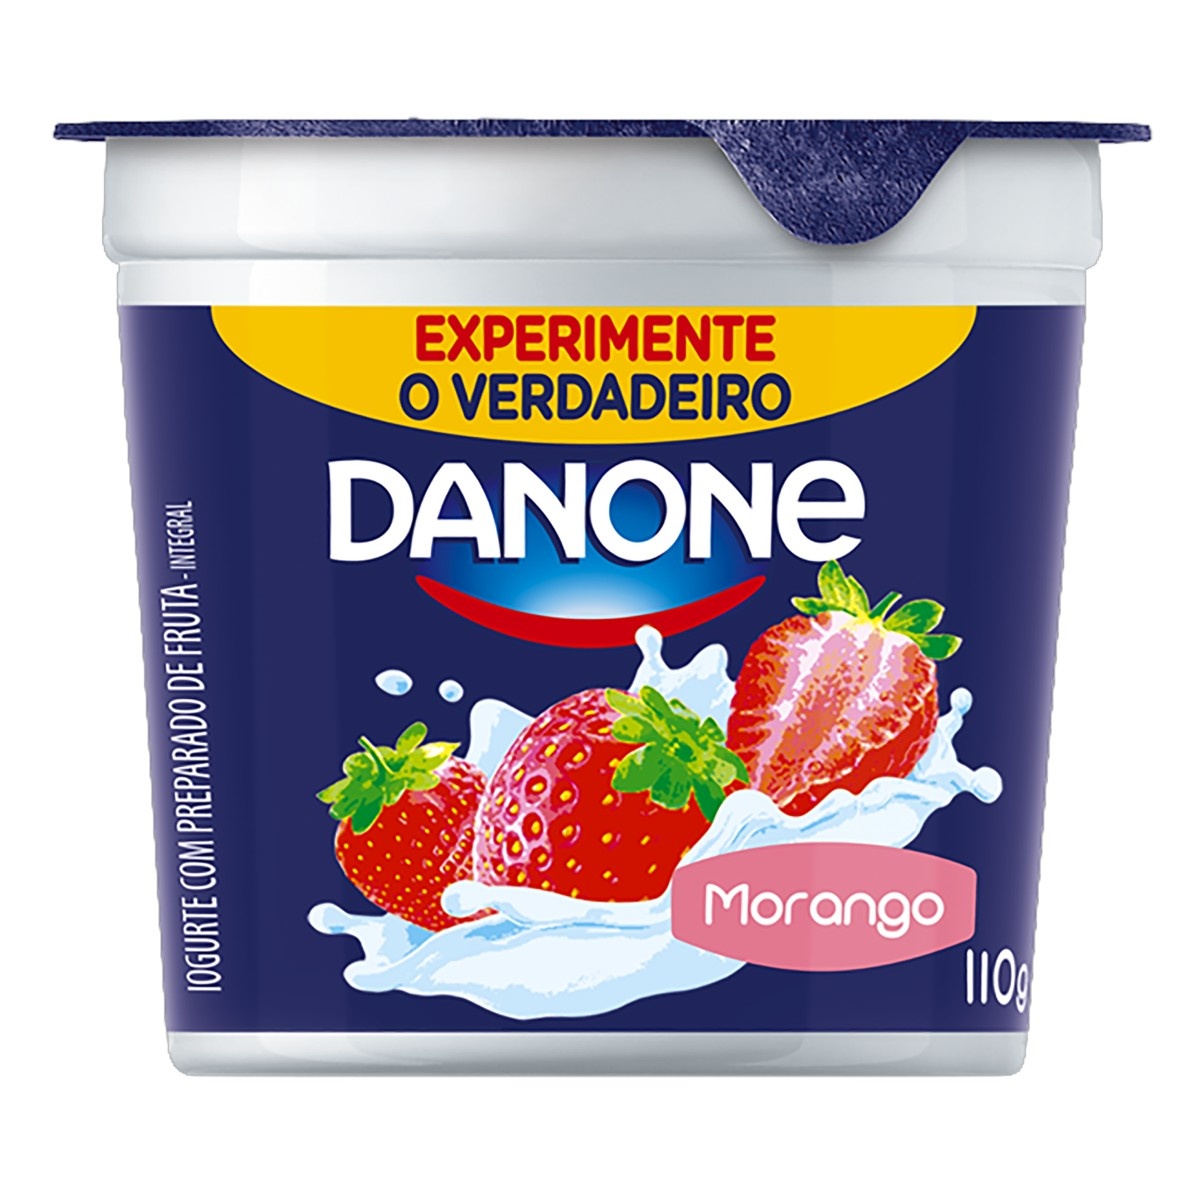 EXPERIMENTE
O VERDADEIRO
DANONE
IOGURTE COM PREPARADO DE FRUTA - INTEGRAL
Morango
110g